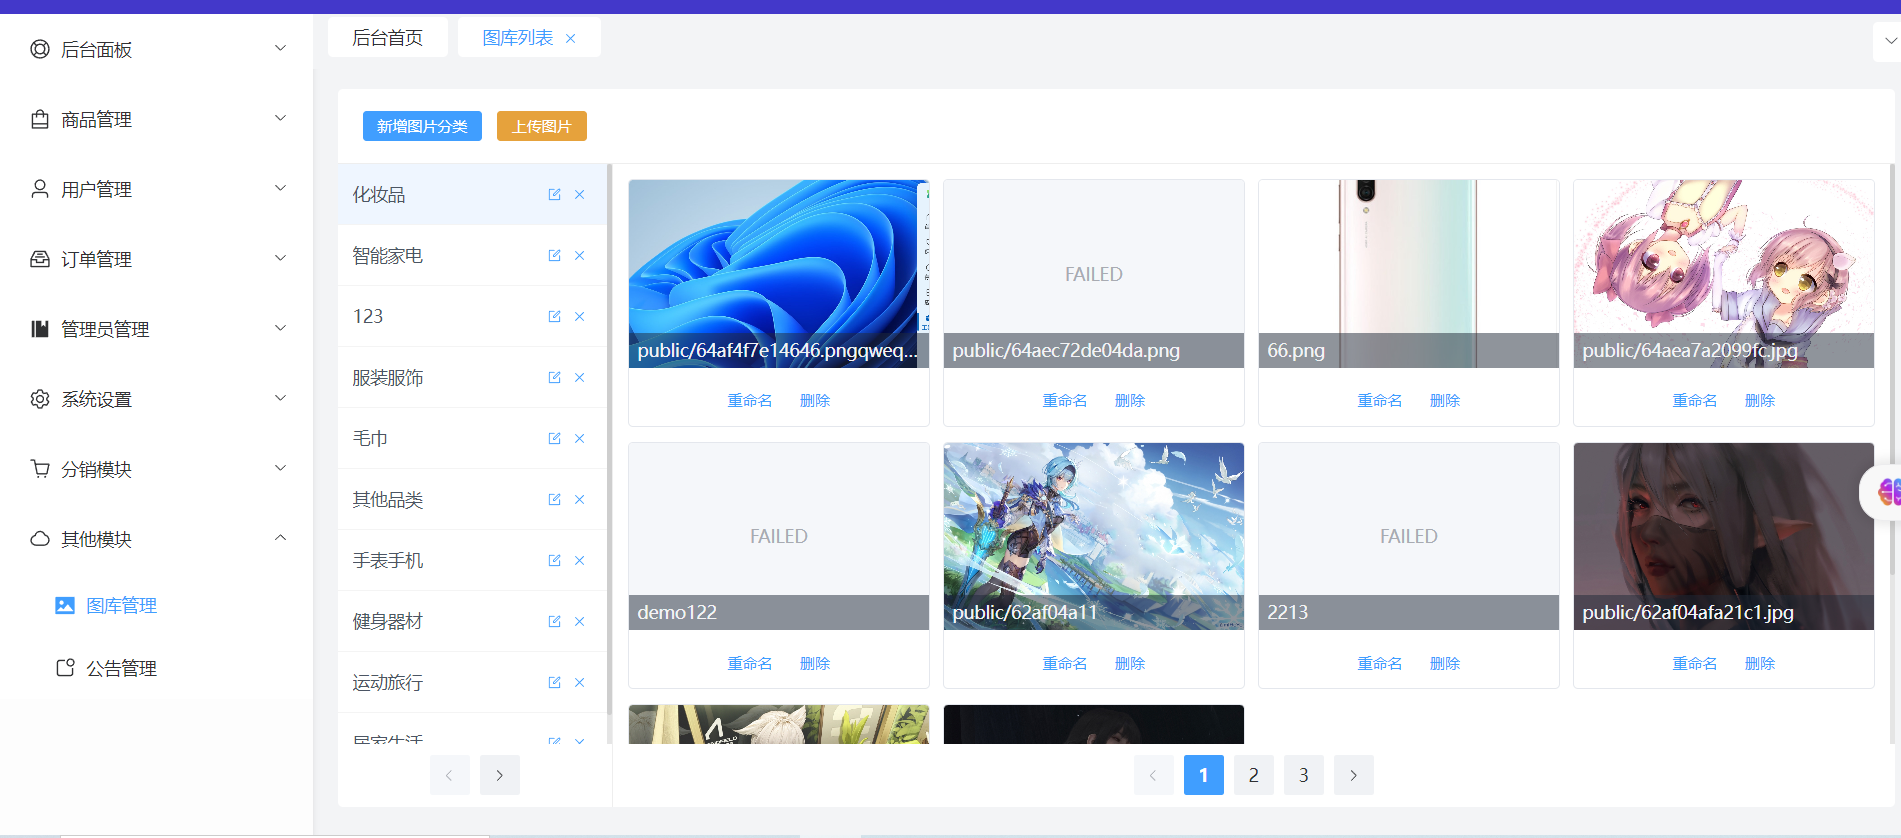 后台面板
商品管理
用户管理
订单管理
管理员管理
系统设置
分销模块
其他模块
图库管理
公告管理
后台首页
图库列表
新增图片分类
上传图片
化妆品
智能家电
123
服装服饰
毛巾
其他品类
手表手机
健身器材
运动旅行
居家生活
public/64af4f7e14646.pngqweq...
重命名 删除
FAILED
public/64aec72de04da.png
重命名 删除
66.png
重命名 删除
public/64aea7a2099fc.jpg
重命名 删除
FAILED
demo122
重命名 删除
public/62af04a11
重命名 删除
FAILED
2213
重命名 删除
public/62af04afa21c1.jpg
重命名 删除
1 2 3